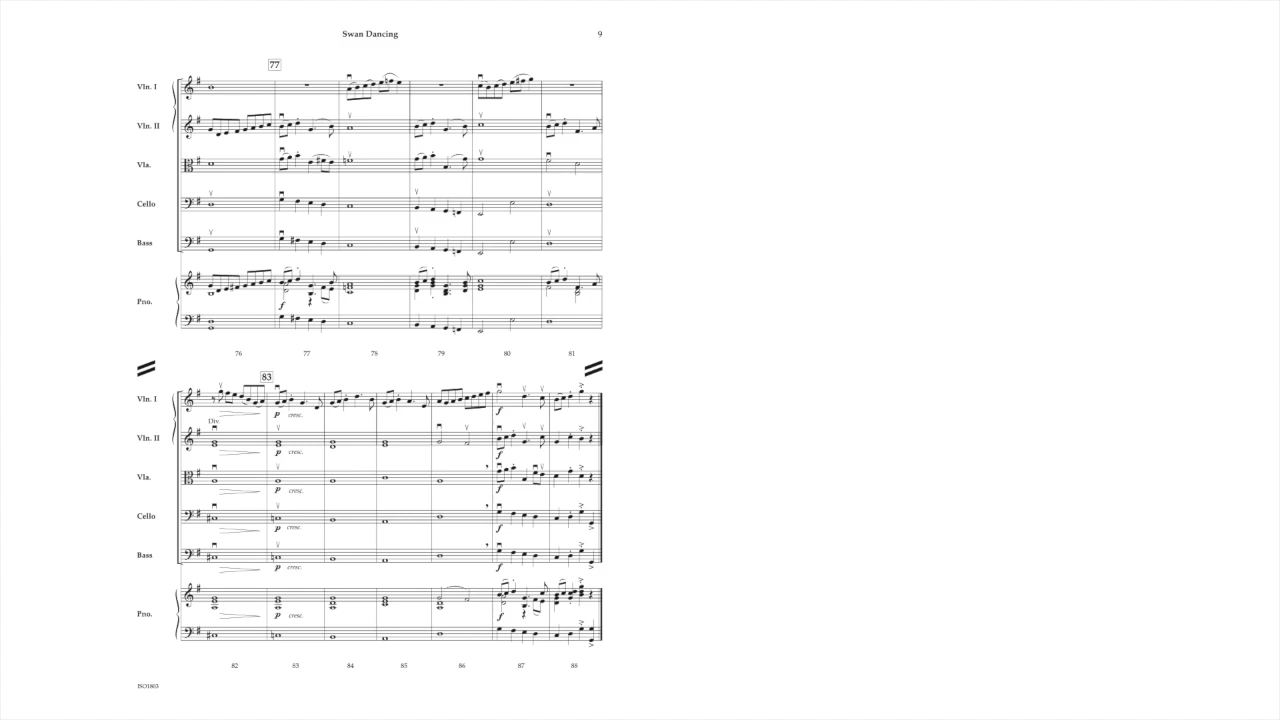 Swan Dancing 9
77
Vln. I
Vln. II
Vla.
Cello
Bass
Pno.
f
76 77 78 79 80 81
83
Vln. I
p cresc. f
Div.
Vln. II
p cresc. f
Vla.
p cresc. f
Cello
p cresc. f
Bass
p cresc. f
Pno.
p cresc. f
82 83 84 85 86 87 88
ISO1803